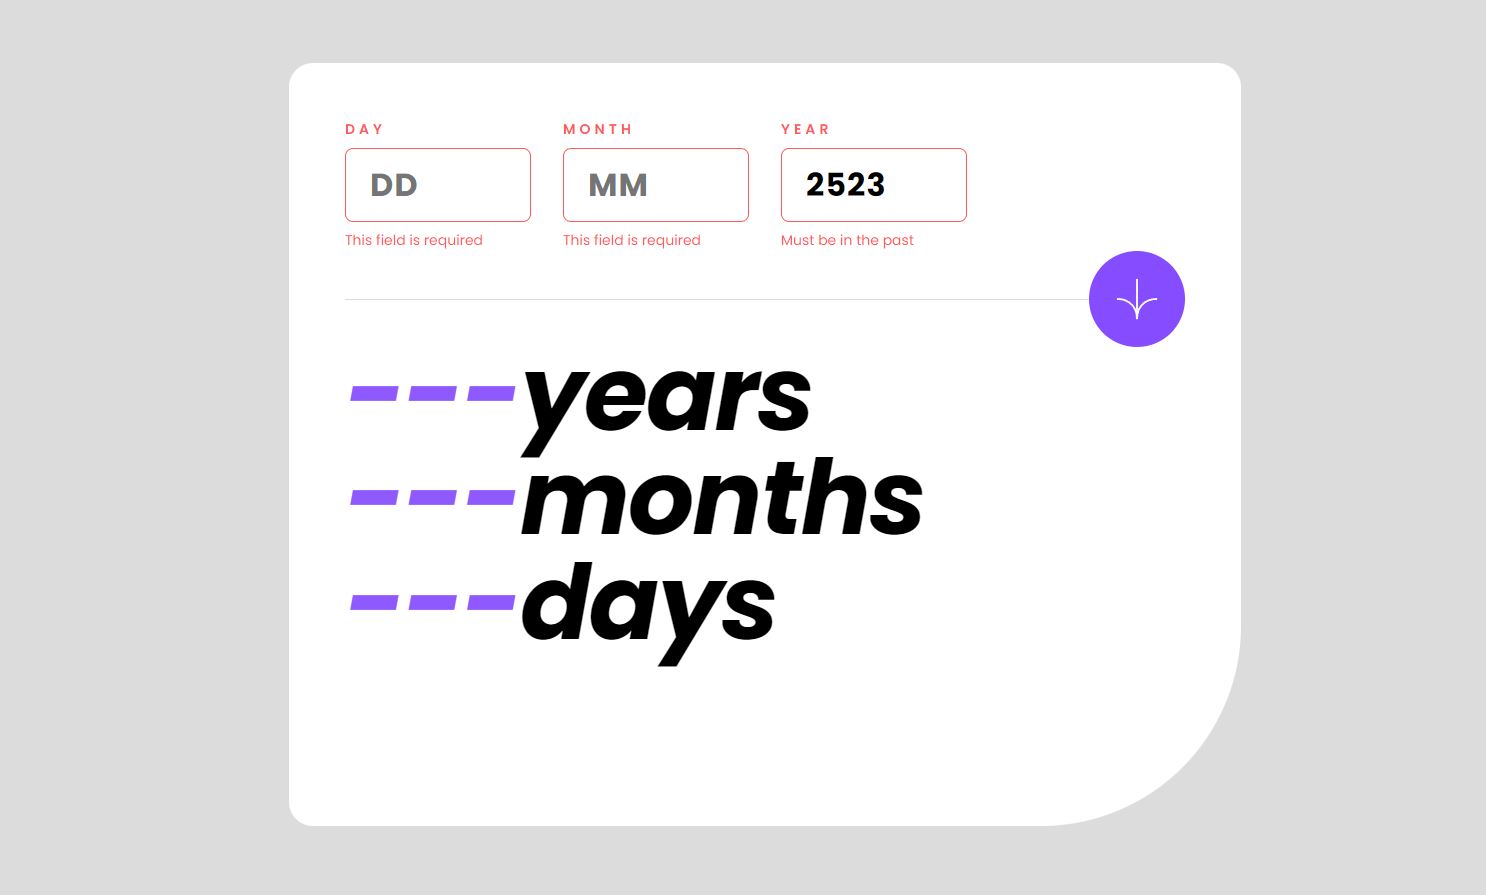 DAY MONTH YEAR
DD MM 2523
This field is required This field is required Must be in the past
---years
---months
---days